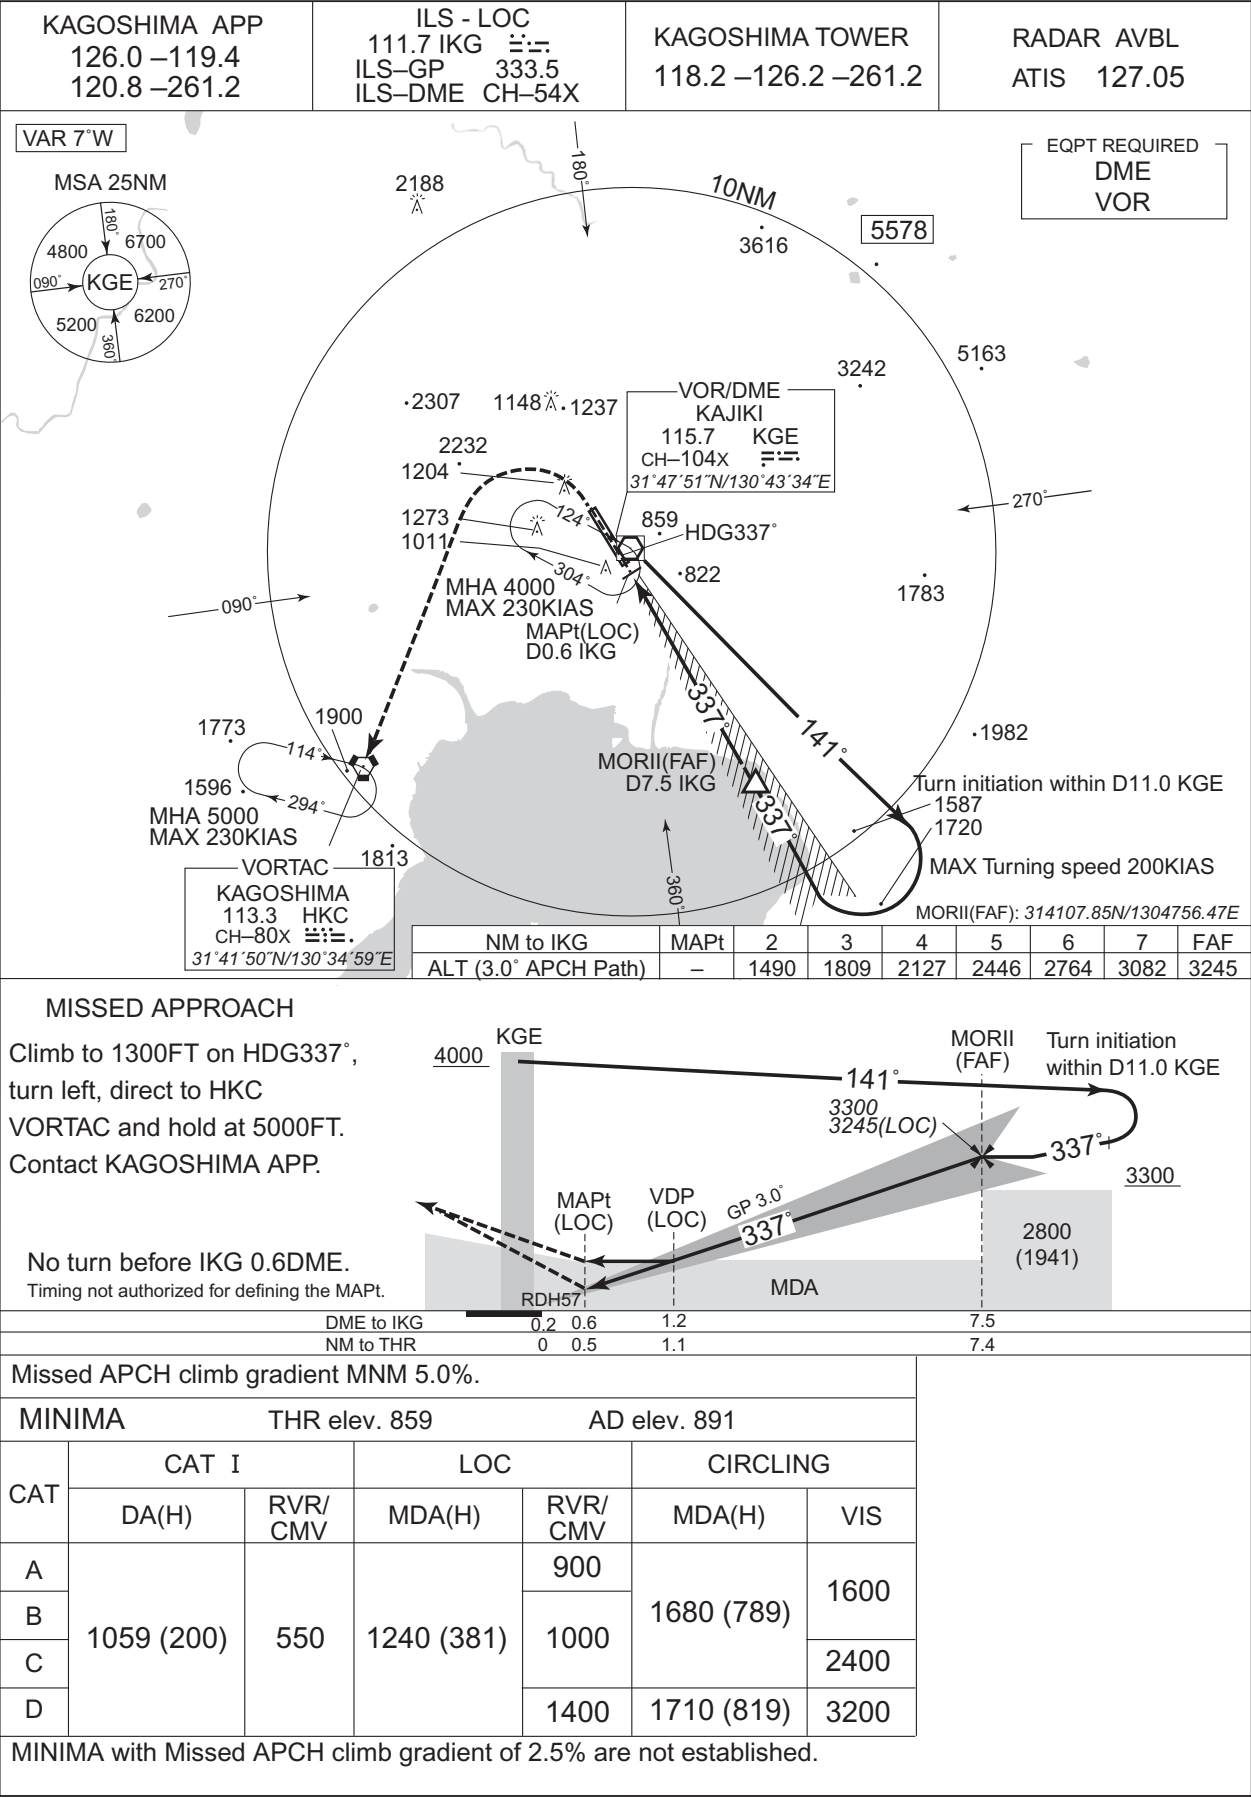 KAGOSHIMA APP
126.0 –119.4
120.8 –261.2
ILS - LOC
111.7 IKG
ILS–GP 333.5
ILS–DME CH–54X
KAGOSHIMA TOWER
118.2 –126.2 –261.2
RADAR AVBL
ATIS 127.05
VAR 7˚W
MSA 25NM
180˚
4800
6700
090˚
KGE
270˚
5200
6200
360˚
2188
180˚
10NM
3616
5578
EQPT REQUIRED
DME
VOR
5163
3242
2307
1148
1237
VOR/DME
KAJIKI
115.7 KGE
CH–104X
31˚47´51˝N/130˚43´34˝E
2232
1204
1273
1011
124˚
304˚
859
HDG337˚
822
270˚
1783
090˚
MHA 4000
MAX 230KIAS
MAPt(LOC)
D0.6 IKG
337˚
141˚
1982
1773
1900
114˚
1596
294˚
MHA 5000
MAX 230KIAS
MORII(FAF)
D7.5 IKG
337˚
Turn initiation within D11.0 KGE
1587
1720
MAX Turning speed 200KIAS
1813
360˚
VORTAC
KAGOSHIMA
113.3 HKC
CH–80X
31˚41´50˝N/130˚34´59˝E
MORII(FAF): 314107.85N/1304756.47E
NM to IKG MAPt 2 3 4 5 6 7 FAF
ALT (3.0˚ APCH Path) – 1490 1809 2127 2446 2764 3082 3245
MISSED APPROACH
Climb to 1300FT on HDG337˚,
turn left, direct to HKC
VORTAC and hold at 5000FT.
Contact KAGOSHIMA APP.
No turn before IKG 0.6DME.
Timing not authorized for defining the MAPt.
KGE
4000
141˚
MORII
(FAF)
Turn initiation
within D11.0 KGE
3300
3245(LOC)
337˚
3300
MAPt
(LOC)
VDP
(LOC)
GP 3.0˚
337˚
2800
(1941)
MDA
RDH57
DME to IKG 0.2 0.6 1.2 7.5
NM to THR 0 0.5 1.1 7.4
Missed APCH climb gradient MNM 5.0%.
MINIMA THR elev. 859 AD elev. 891
CAT
CAT I LOC CIRCLING
DA(H) RVR/CMV MDA(H) RVR/CMV MDA(H) VIS
A
B
C
D
1059 (200)
550
1240 (381)
900
1000
1400
1680 (789)
1710 (819)
1600
2400
3200
MINIMA with Missed APCH climb gradient of 2.5% are not established.